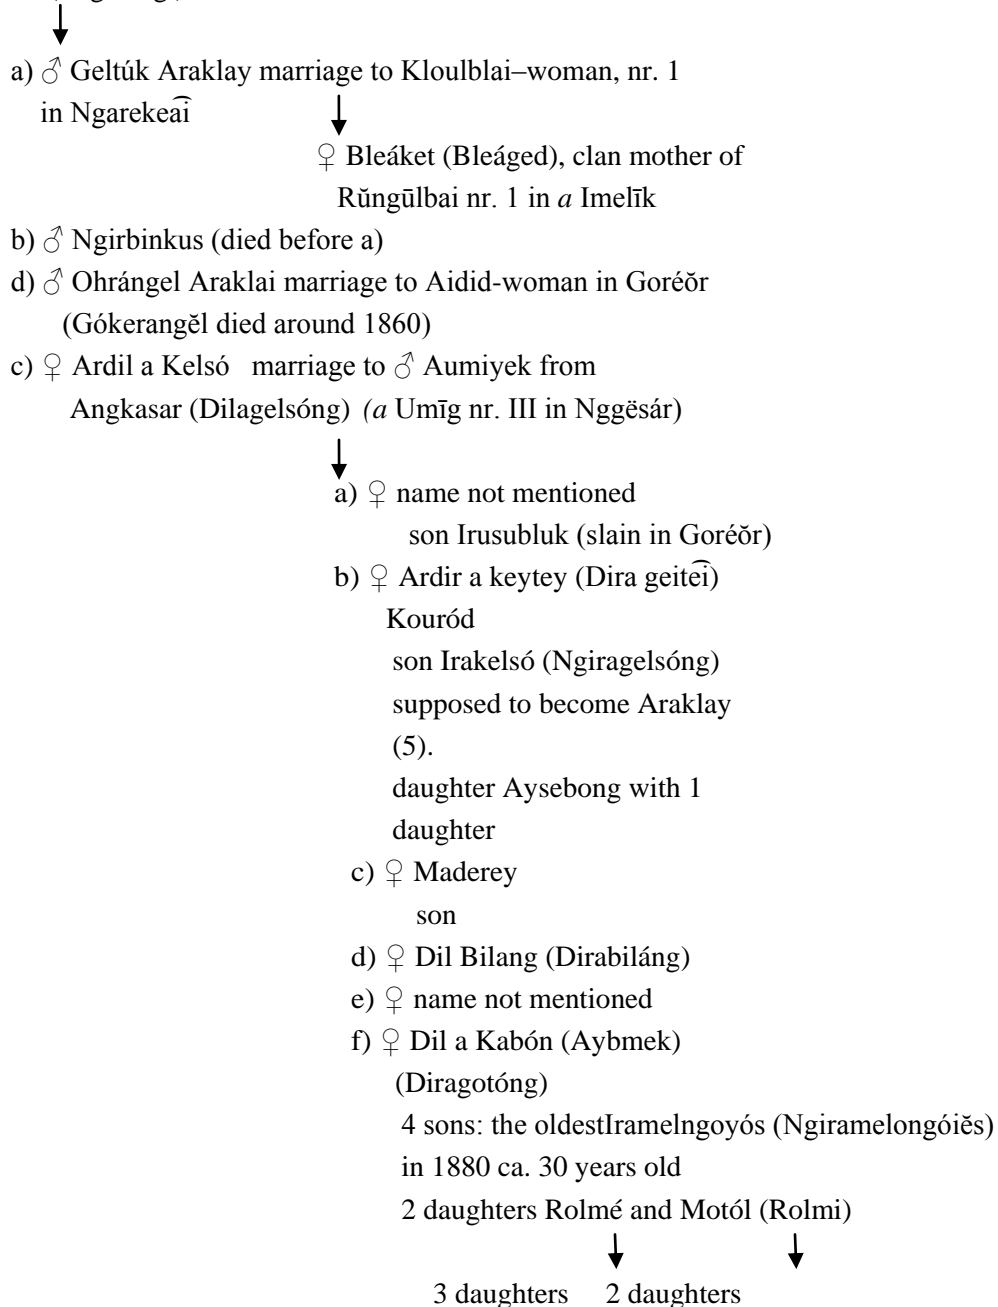 a) ♂ Geltúk Araklay marriage to Kloulblai–woman, nr. 1
in Ngarekea͡i
♀ Bleáket (Bleáged), clan mother of
Rŭngūlbai nr. 1 in a Imelīk
b) ♂ Ngirbinkus (died before a)
d) ♂ Ohrángel Araklai marriage to Aidid-woman in Goréŏr
(Gókerangĕl died around 1860)
c) ♀ Ardil a Kelsó marriage to ♂ Aumiyek from
Angkasar (Dilagelsóng) (a Umīg nr. III in Nggësár)
a) ♀ name not mentioned
son Irusubluk (slain in Goréŏr)
b) ♀ Ardir a keytey (Dira geite͡i)
Kouród
son Irakelsó (Ngiragelsóng)
supposed to become Araklay
(5).
daughter Aysebong with 1
daughter
c) ♀ Maderey
son
d) ♀ Dil Bilang (Dirabiláng)
e) ♀ name not mentioned
f) ♀ Dil a Kabón (Aybmek)
(Diragotóng)
4 sons: the oldestIramelngoyós (Ngiramelongóiĕs)
in 1880 ca. 30 years old
2 daughters Rolmé and Motól (Rolmi)
3 daughters 2 daughters